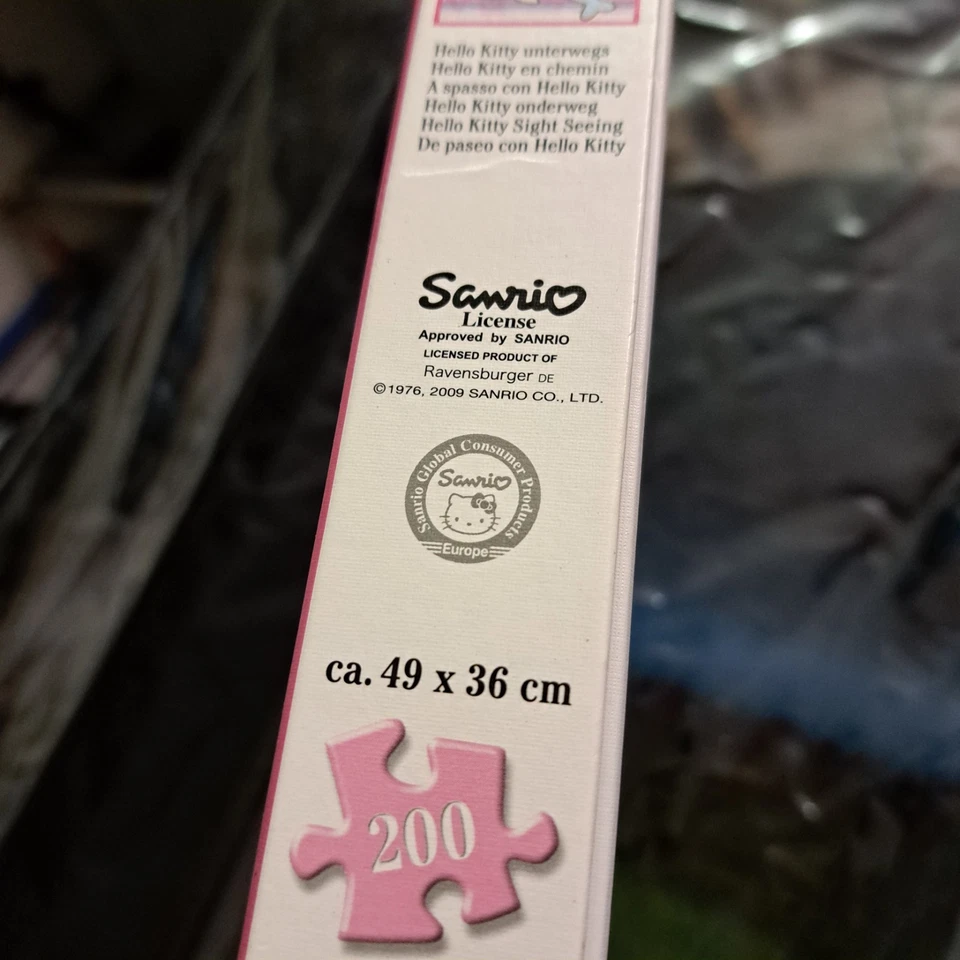 Hello Kitty unterwegs
Hello Kitty en chemin
A spasso con Hello Kitty
Hello Kitty onderweg
Hello Kitty Sight Seeing
De paseo con Hello Kitty
Sanrio
License
Approved by SANRIO
LICENSED PRODUCT OF
Ravensburger DE
©1976, 2009 SANRIO CO., LTD.
Sanrio Global Consumer Products
Sanrio
Europe
ca. 49 x 36 cm
200